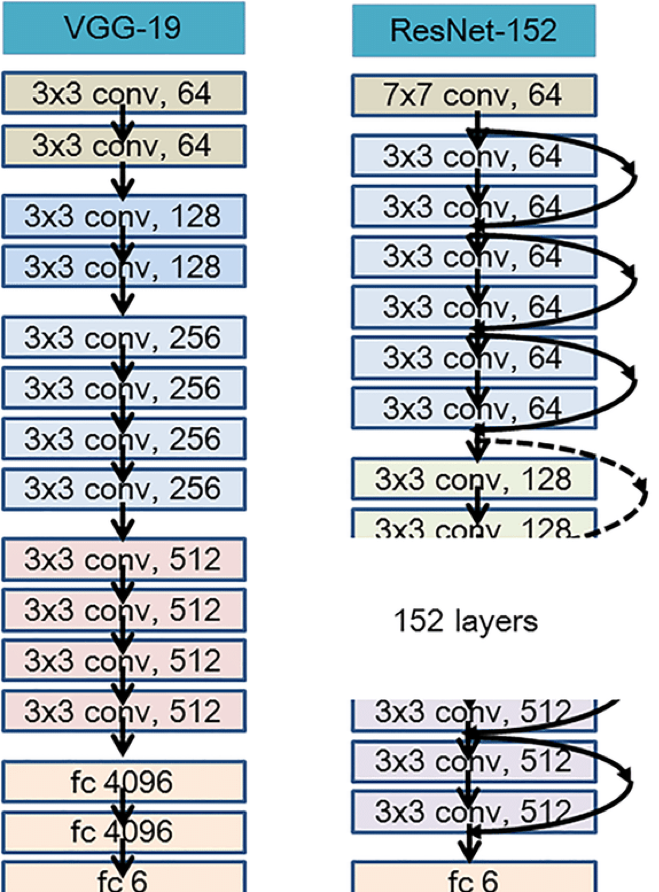 VGG-19
3x3 conv, 64
3x3 conv, 64
3x3 conv, 128
3x3 conv, 128
3x3 conv, 256
3x3 conv, 256
3x3 conv, 256
3x3 conv, 256
3x3 conv, 512
3x3 conv, 512
3x3 conv, 512
3x3 conv, 512
fc 4096
fc 4096
fc 6
ResNet-152
7x7 conv, 64
3x3 conv, 64
3x3 conv, 64
3x3 conv, 64
3x3 conv, 64
3x3 conv, 64
3x3 conv, 64
3x3 conv, 128
3x3 conv, 128
152 layers
3x3 conv, 512
3x3 conv, 512
3x3 conv, 512
fc 6